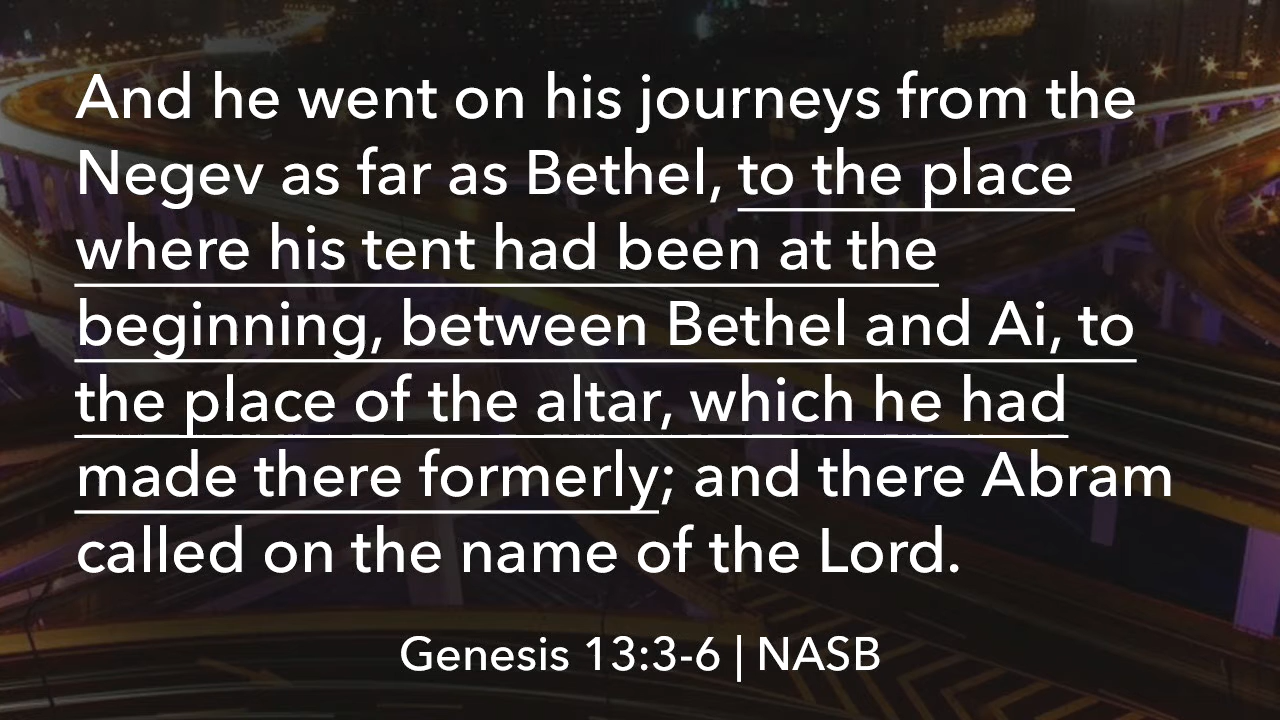 And he went on his journeys from the
Negev as far as Bethel, to the place
where his tent had been at the
beginning, between Bethel and Ai, to
the place of the altar, which he had
made there formerly; and there Abram
called on the name of the Lord.
Genesis 13:3-6 | NASB